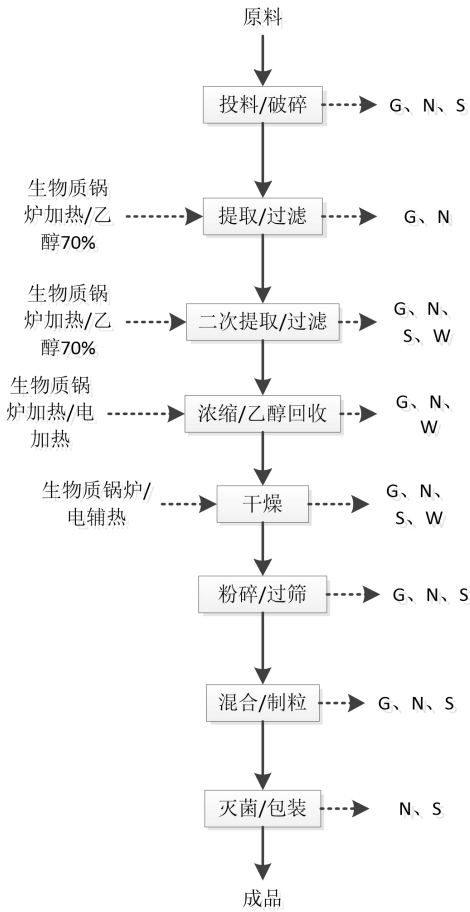 原料
投料/破碎
G、N、S
生物质锅
炉加热/乙
醇70%
提取/过滤
G、N
生物质锅
炉加热/乙
醇70%
二次提取/过滤
G、N、
S、W
生物质锅
炉加热/电
加热
浓缩/乙醇回收
G、N、
W
生物质锅炉/
电辅热
干燥
G、N、
S、W
粉碎/过筛
G、N、S
混合/制粒
G、N、S
灭菌/包装
N、S
成品